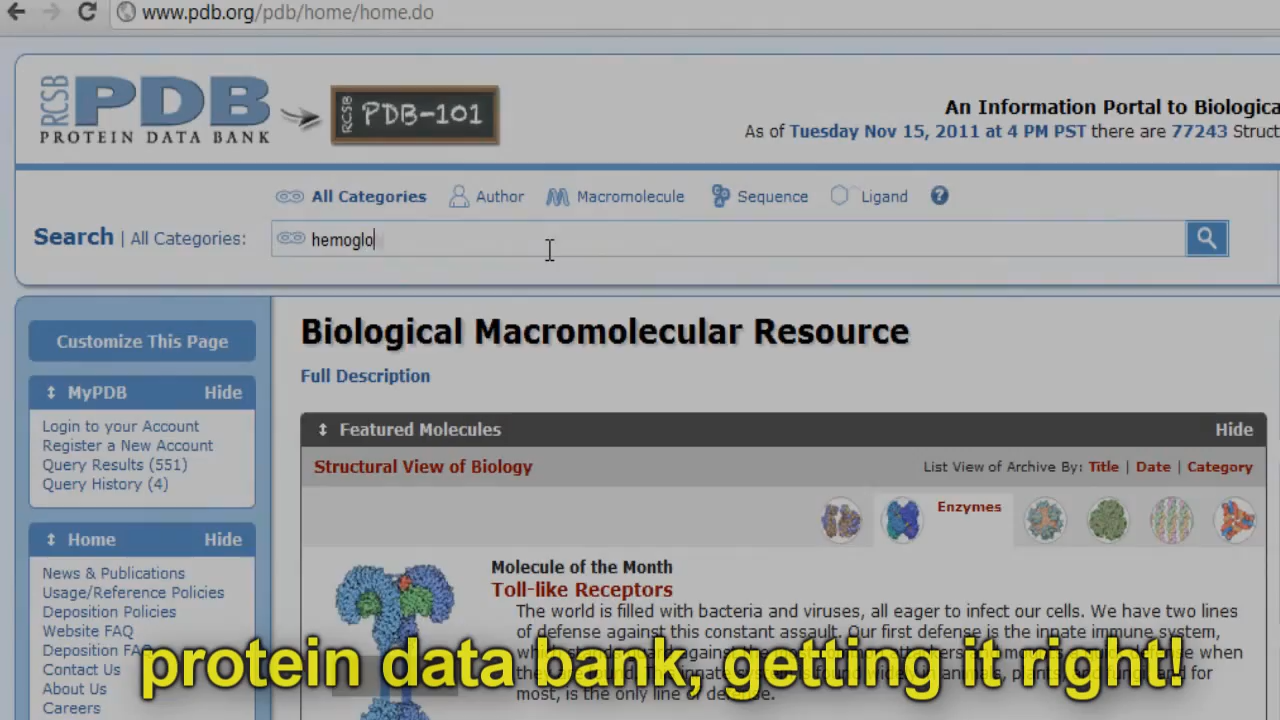 www.pdb.org/pdb/home/home.do
RCSB PDB
PROTEIN DATA BANK
RCSB PDB-101
An Information Portal to Biologica
As of Tuesday Nov 15, 2011 at 4 PM PST there are 77243 Struct
All Categories Author Macromolecule Sequence Ligand ?
Search | All Categories: hemoglo
Customize This Page
MyPDB Hide
Login to your Account
Register a New Account
Query Results (551)
Query History (4)
Home Hide
News & Publications
Usage/Reference Policies
Deposition Policies
Website FAQ
Deposition FAQ
Contact Us
About Us
Careers
Biological Macromolecular Resource
Full Description
Featured Molecules Hide
Structural View of Biology List View of Archive By: Title | Date | Category
Enzymes
Molecule of the Month
Toll-like Receptors
The world is filled with bacteria and viruses, all eager to infect our cells. We have two lines
of defense against this constant assault. Our first defense is the innate immune system,
most, is the only line of defense.
protein data bank, getting it right!